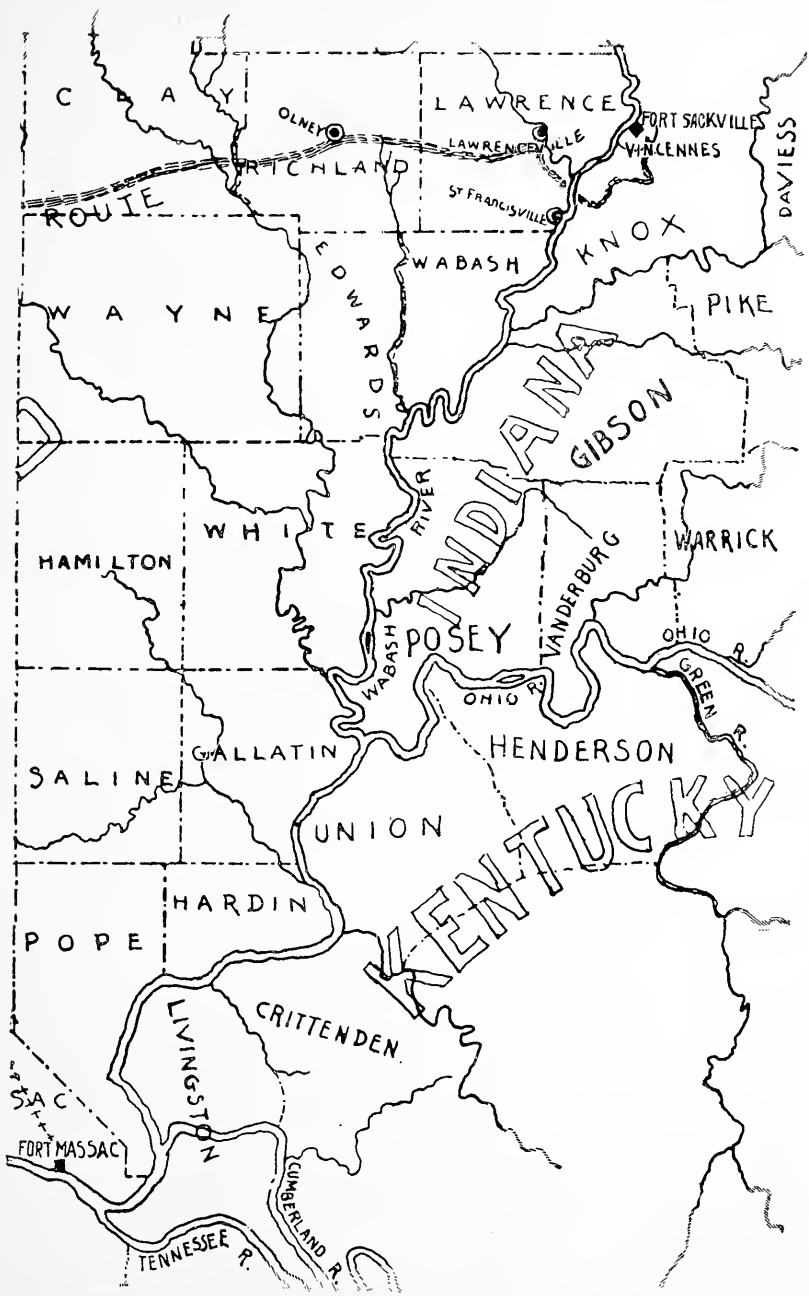 CLAY
LAWRENCE
OLNEY
FORT SACKVILLE
LAWRENCEVILLE
VINCENNES
DAVIESS
RICHLAND
ROUTE
ST FRANCISVILLE
KNOX
EDWARDS
WABASH
WAYNE
PIKE
INDIANA
GIBSON
RIVER
WHITE
WARRICK
HAMILTON
VANDERBURG
POSEY
WABASH
OHIO R.
OHIO R.
GREEN R.
GALLATIN
HENDERSON
SALINE
UNION
KENTUCKY
HARDIN
POPE
LIVINGSTON
CRITTENDEN
SAC
FORT MASSAC
CUMBERLAND R.
TENNESSEE R.